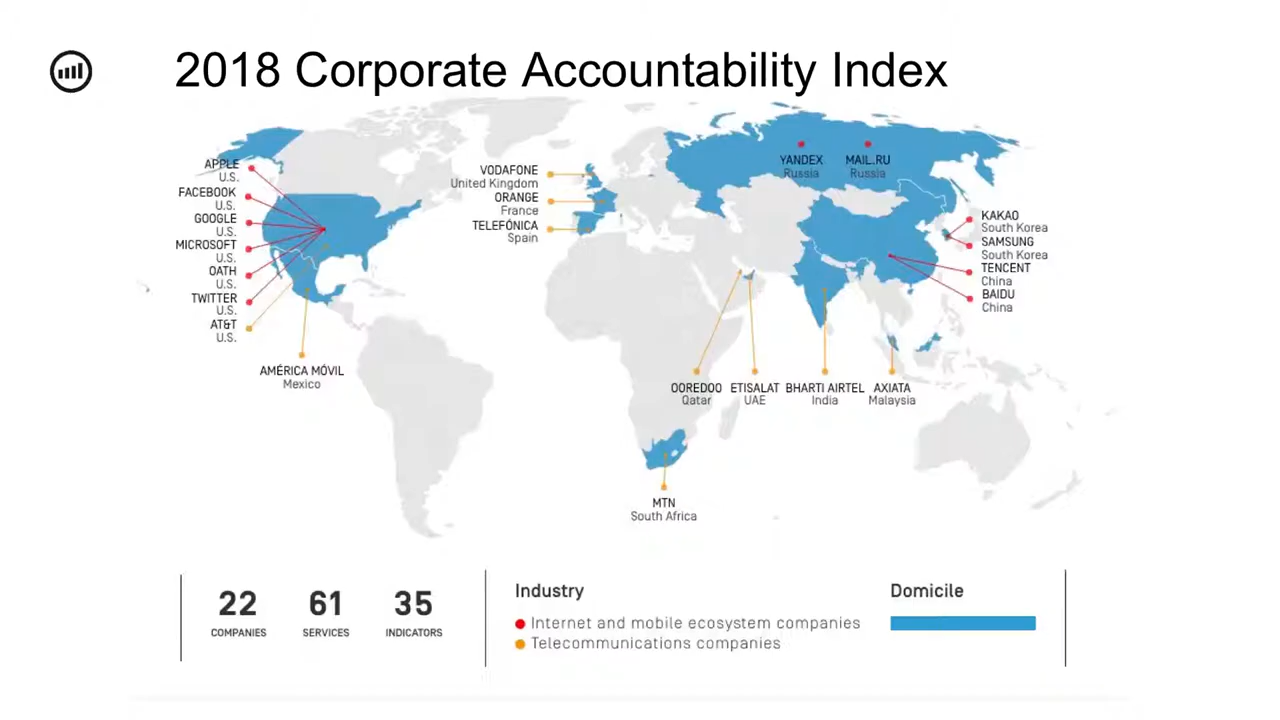 2018 Corporate Accountability Index
APPLE
U.S.
FACEBOOK
U.S.
GOOGLE
U.S.
MICROSOFT
U.S.
OATH
U.S.
TWITTER
U.S.
AT&T
U.S.
AMÉRICA MÓVIL
Mexico
VODAFONE
United Kingdom
ORANGE
France
TELEFÓNICA
Spain
YANDEX
Russia
MAIL.RU
Russia
KAKAO
South Korea
SAMSUNG
South Korea
TENCENT
China
BAIDU
China
OOREDOO
Qatar
ETISALAT
UAE
BHARTI AIRTEL
India
AXIATA
Malaysia
MTN
South Africa
22
COMPANIES
61
SERVICES
35
INDICATORS
Industry
Internet and mobile ecosystem companies
Telecommunications companies
Domicile